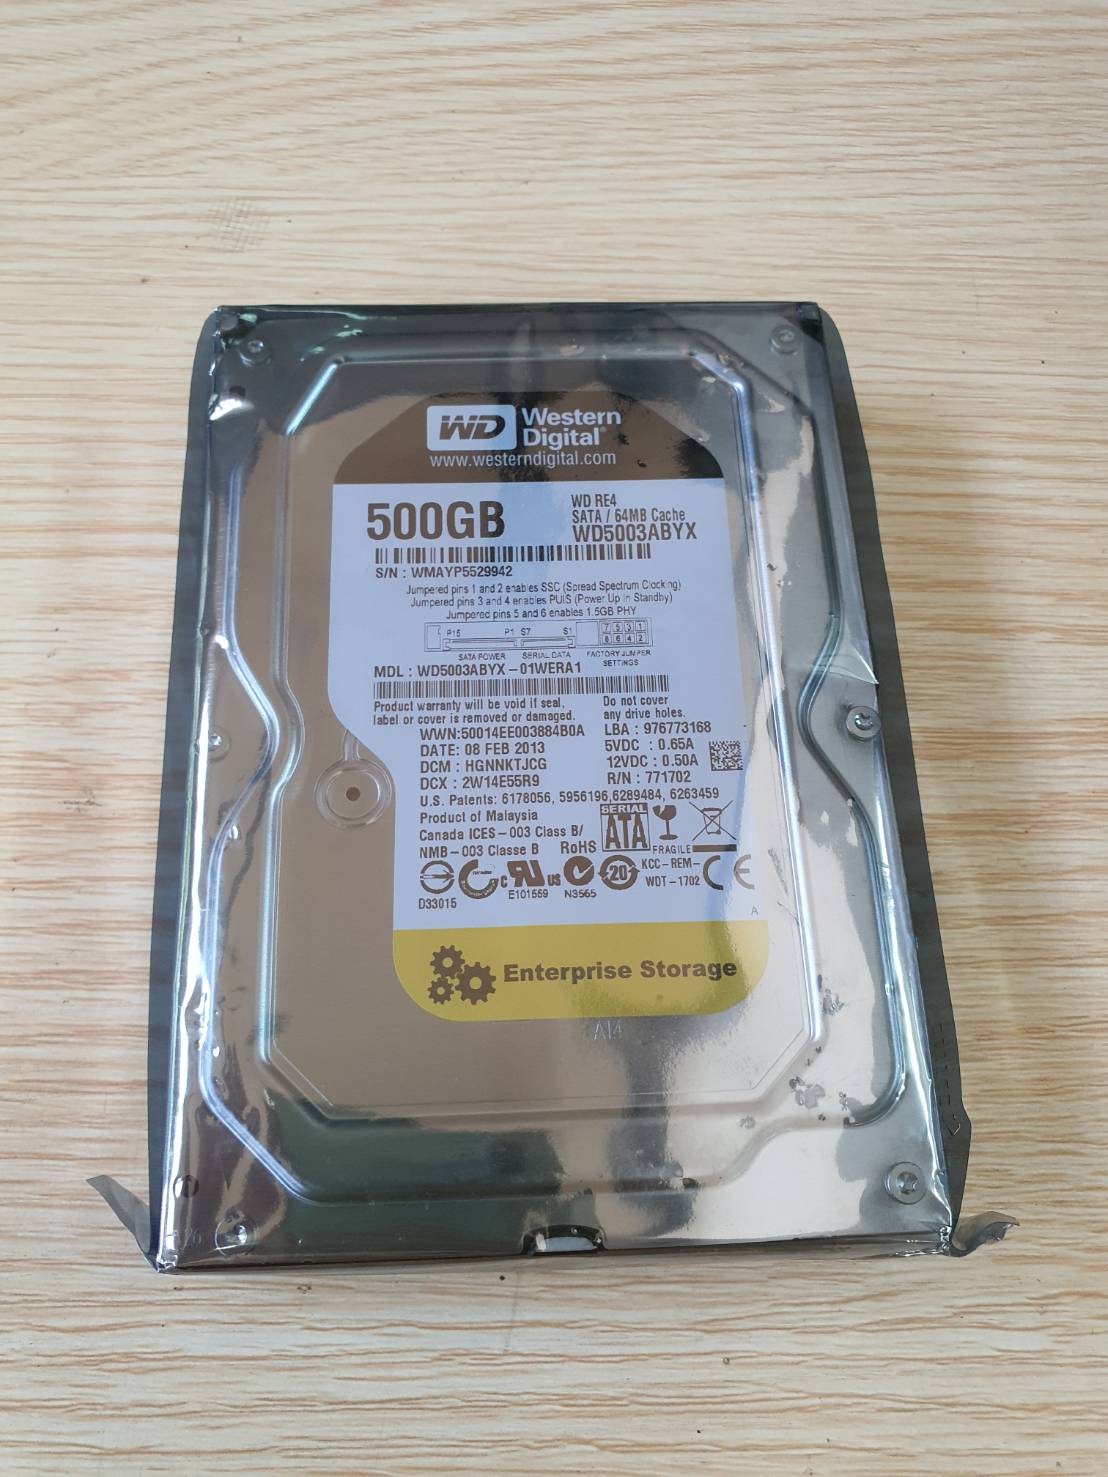 WD Western
Digital®
www.westerndigital.com
500GB
WD RE4
SATA / 64MB Cache
WD5003ABYX
S/N : WMAYP5529942
Jumpered pins 1 and 2 enables SSC (Spread Spectrum Clocking)
Jumpered pins 3 and 4 enables PUIS (Power Up in Standby)
Jumpered pins 5 and 6 enables 1.5GB PHY
P15 P1 S7 S1 7 5 3 1
8 6 4 2
SATA POWER SERIAL DATA FACTORY JUMPER
SETTINGS
MDL : WD5003ABYX-01WERA1
Product warranty will be void if seal,
label or cover is removed or damaged.
Do not cover
any drive holes.
WWN:50014EE003884B0A
LBA : 976773168
DATE: 08 FEB 2013
5VDC : 0.65A
DCM : HGNNKTJCG
12VDC : 0.50A
DCX : 2W14E55R9
R/N : 771702
U.S. Patents: 6178056, 5956196,6289484, 6263459
Product of Malaysia
Canada ICES-003 Class B/
NMB-003 Classe B RoHS
SERIAL
ATA
FRAGILE
D33015
c RU US
E101559
N3565
20
KCC-REM-
WDT-1702
CE
A
Enterprise Storage
A14